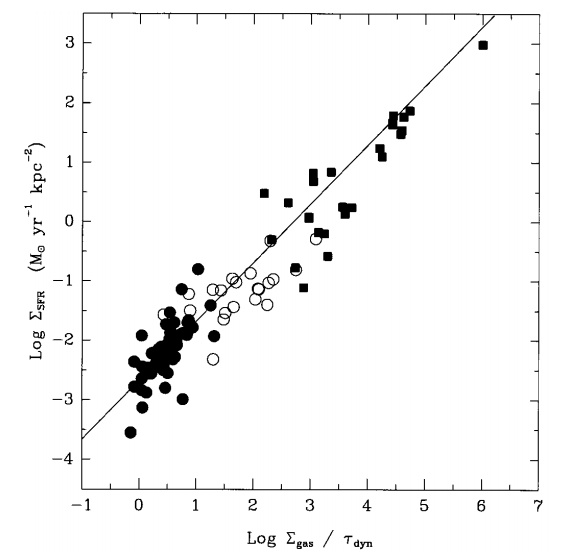 3
2
1
0
−1
−2
−3
−4
Log Σ_SFR (M_⊙ yr⁻¹ kpc⁻²)
−1 0 1 2 3 4 5 6 7
Log Σ_gas / τ_dyn